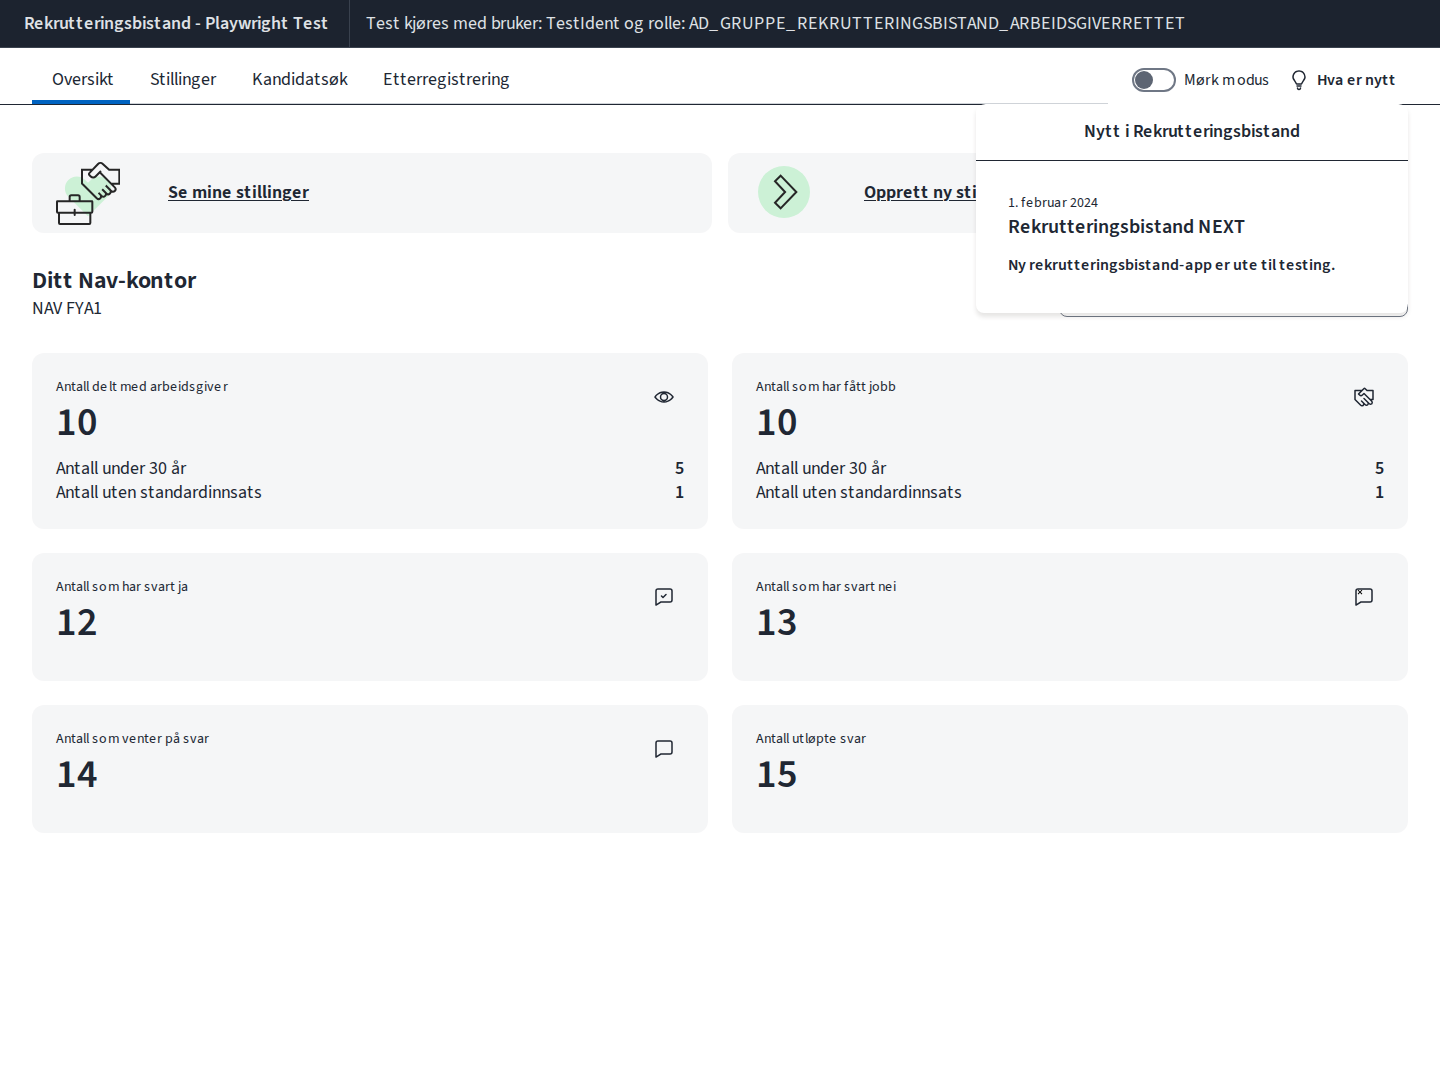 Rekrutteringsbistand - Playwright Test
Test kjøres med bruker: TestIdent og rolle: AD_GRUPPE_REKRUTTERINGSBISTAND_ARBEIDSGIVERRETTET
Oversikt
Stillinger
Kandidatsøk
Etterregistrering
Mørk modus
Hva er nytt
Nytt i Rekrutteringsbistand
1. februar 2024
Rekrutteringsbistand NEXT
Ny rekrutteringsbistand-app er ute til testing.
Se mine stillinger
Opprett ny sti
Ditt Nav-kontor
NAV FYA1
Antall delt med arbeidsgiver
10
Antall under 30 år 5
Antall uten standardinnsats 1
Antall som har fått jobb
10
Antall under 30 år 5
Antall uten standardinnsats 1
Antall som har svart ja
12
Antall som har svart nei
13
Antall som venter på svar
14
Antall utløpte svar
15